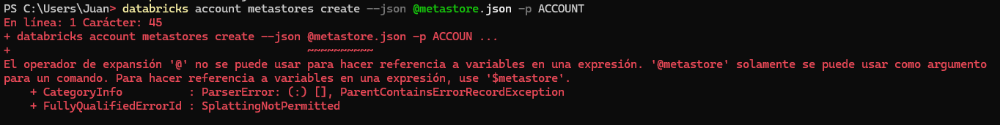 PS C:\Users\Juan> databricks account metastores create --json @metastore.json -p ACCOUNT
En línea: 1 Carácter: 45
+ databricks account metastores create --json @metastore.json -p ACCOUN ...
+                                             ~~~~~~~~~~
El operador de expansión '@' no se puede usar para hacer referencia a variables en una expresión. '@metastore' solamente se puede usar como argumento
para un comando. Para hacer referencia a variables en una expresión, use '$metastore'.
    + CategoryInfo          : ParserError: (:) [], ParentContainsErrorRecordException
    + FullyQualifiedErrorId : SplattingNotPermitted